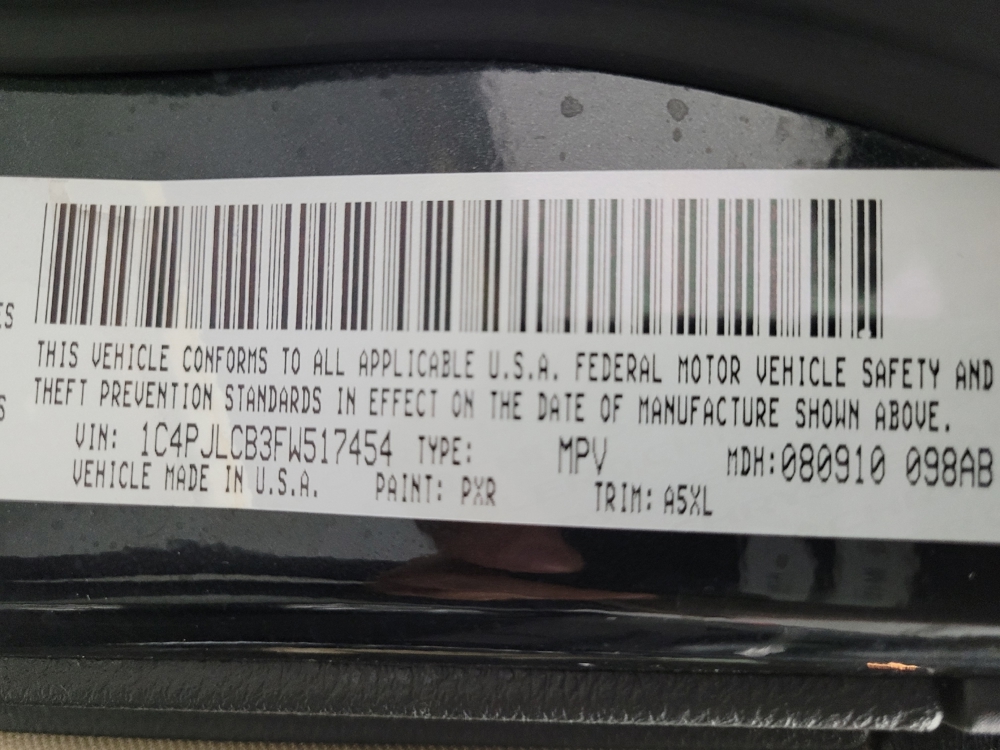 ES
THIS VEHICLE CONFORMS TO ALL APPLICABLE U.S.A. FEDERAL MOTOR VEHICLE SAFETY AND
S
THEFT PREVENTION STANDARDS IN EFFECT ON THE DATE OF MANUFACTURE SHOWN ABOVE.
VIN: 1C4PJLCB3FW517454 TYPE: MPV MDH:080910 098AB
VEHICLE MADE IN U.S.A. PAINT: PXR TRIM: A5XL